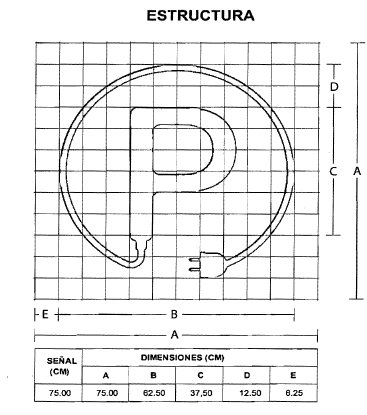 ESTRUCTURA
P
D
C
A
E
B
A
SEÑAL (CM) DIMENSIONES (CM)
A B C D E
75.00 75.00 62.50 37,50 12.50 6.25